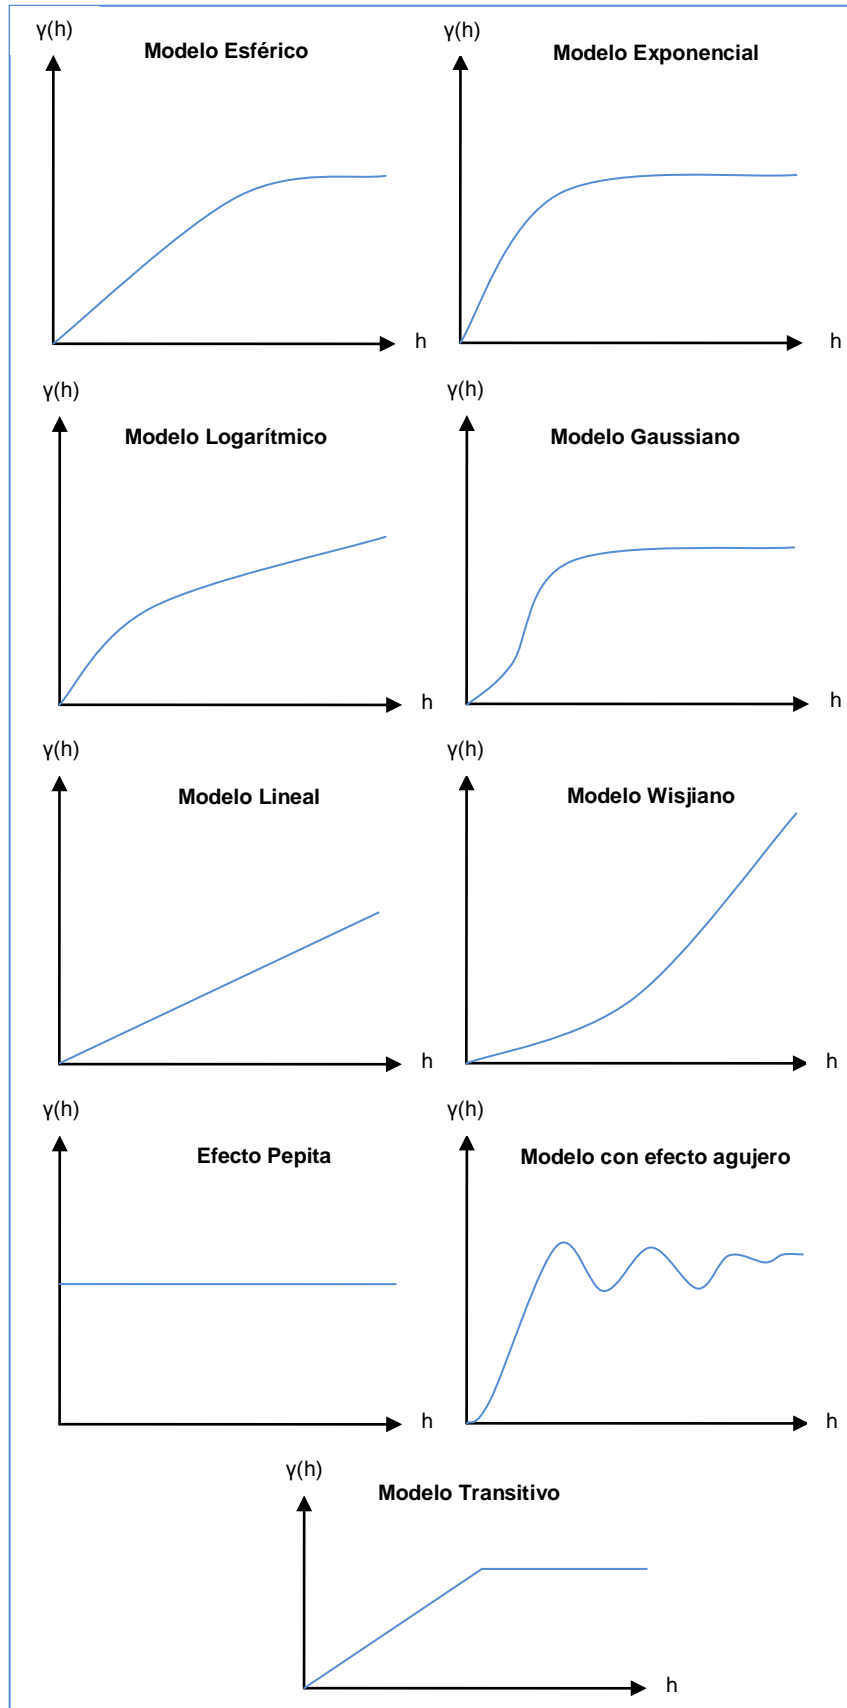 γ(h)
Modelo Esférico
h
γ(h)
Modelo Exponencial
h
γ(h)
Modelo Logarítmico
h
γ(h)
Modelo Gaussiano
h
γ(h)
Modelo Lineal
h
γ(h)
Modelo Wisjiano
h
γ(h)
Efecto Pepita
h
γ(h)
Modelo con efecto agujero
h
γ(h)
Modelo Transitivo
h